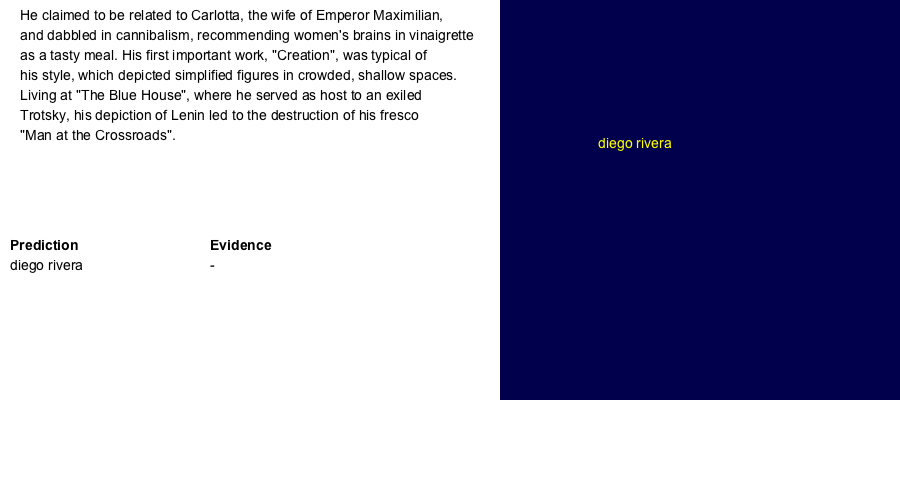 He claimed to be related to Carlotta, the wife of Emperor Maximilian,
and dabbled in cannibalism, recommending women's brains in vinaigrette
as a tasty meal. His first important work, "Creation", was typical of
his style, which depicted simplified figures in crowded, shallow spaces.
Living at "The Blue House", where he served as host to an exiled
Trotsky, his depiction of Lenin led to the destruction of his fresco
"Man at the Crossroads".
diego rivera
Prediction Evidence
diego rivera -